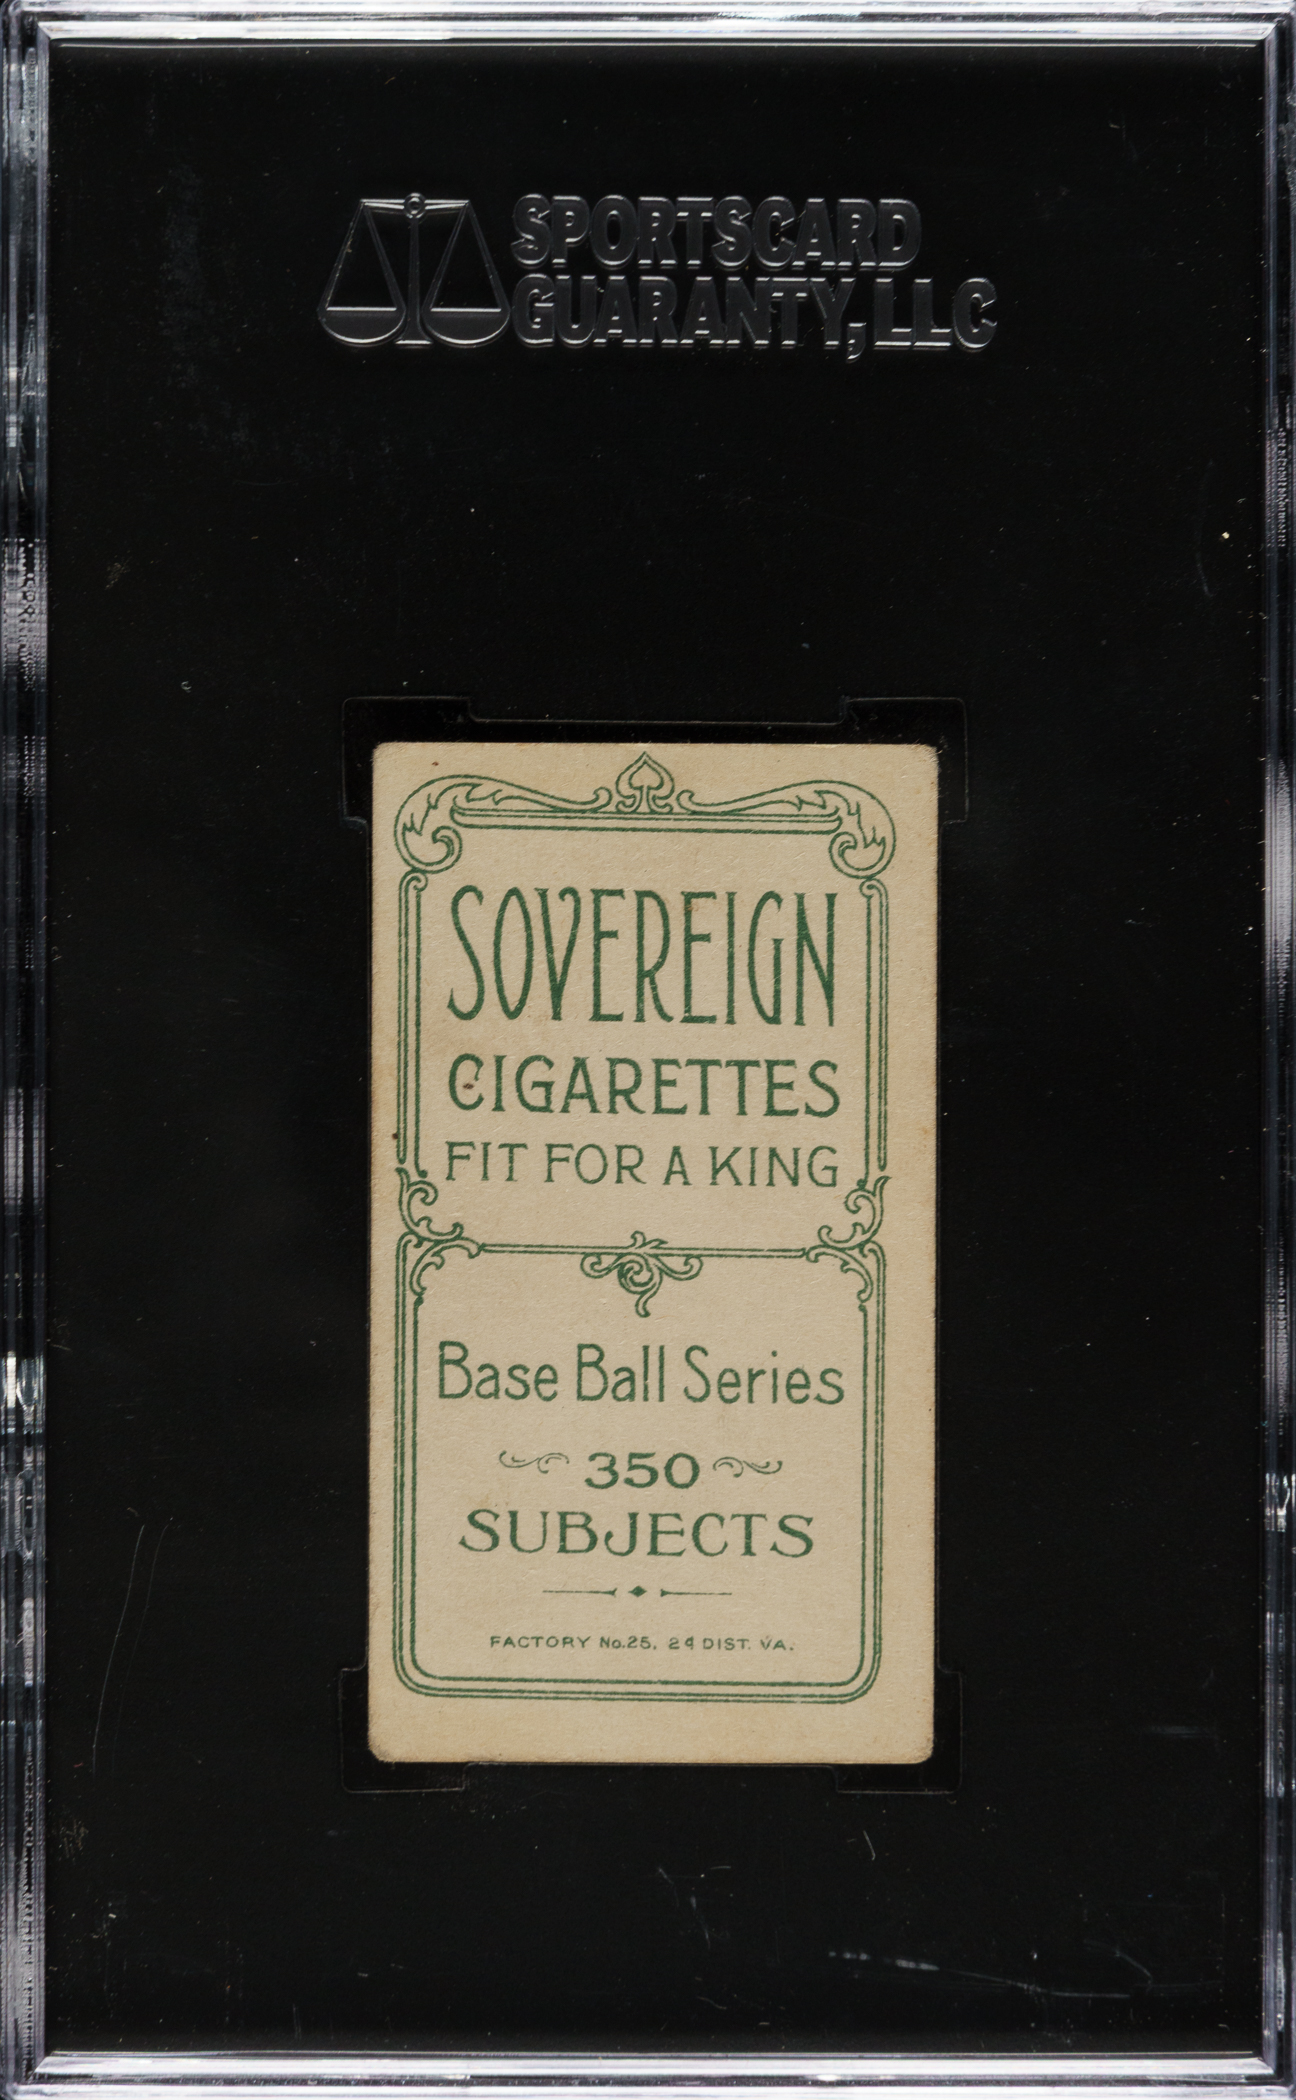 SPORTSCARD
GUARANTY, LLC
SOVEREIGN
CIGARETTES
FIT FOR A KING
Base Ball Series
350
SUBJECTS
FACTORY No.25. 2d DIST. VA.